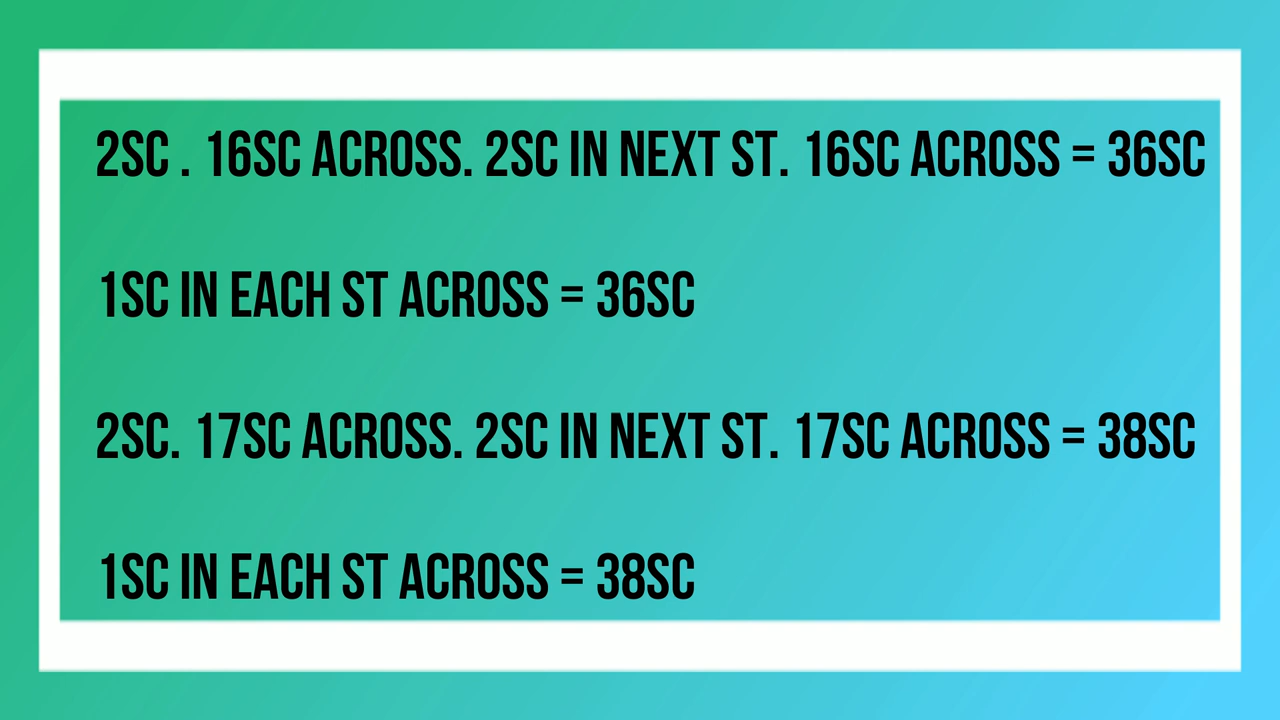 2SC . 16SC ACROSS. 2SC IN NEXT ST. 16SC ACROSS = 36SC
1SC IN EACH ST ACROSS = 36SC
2SC. 17SC ACROSS. 2SC IN NEXT ST. 17SC ACROSS = 38SC
1SC IN EACH ST ACROSS = 38SC